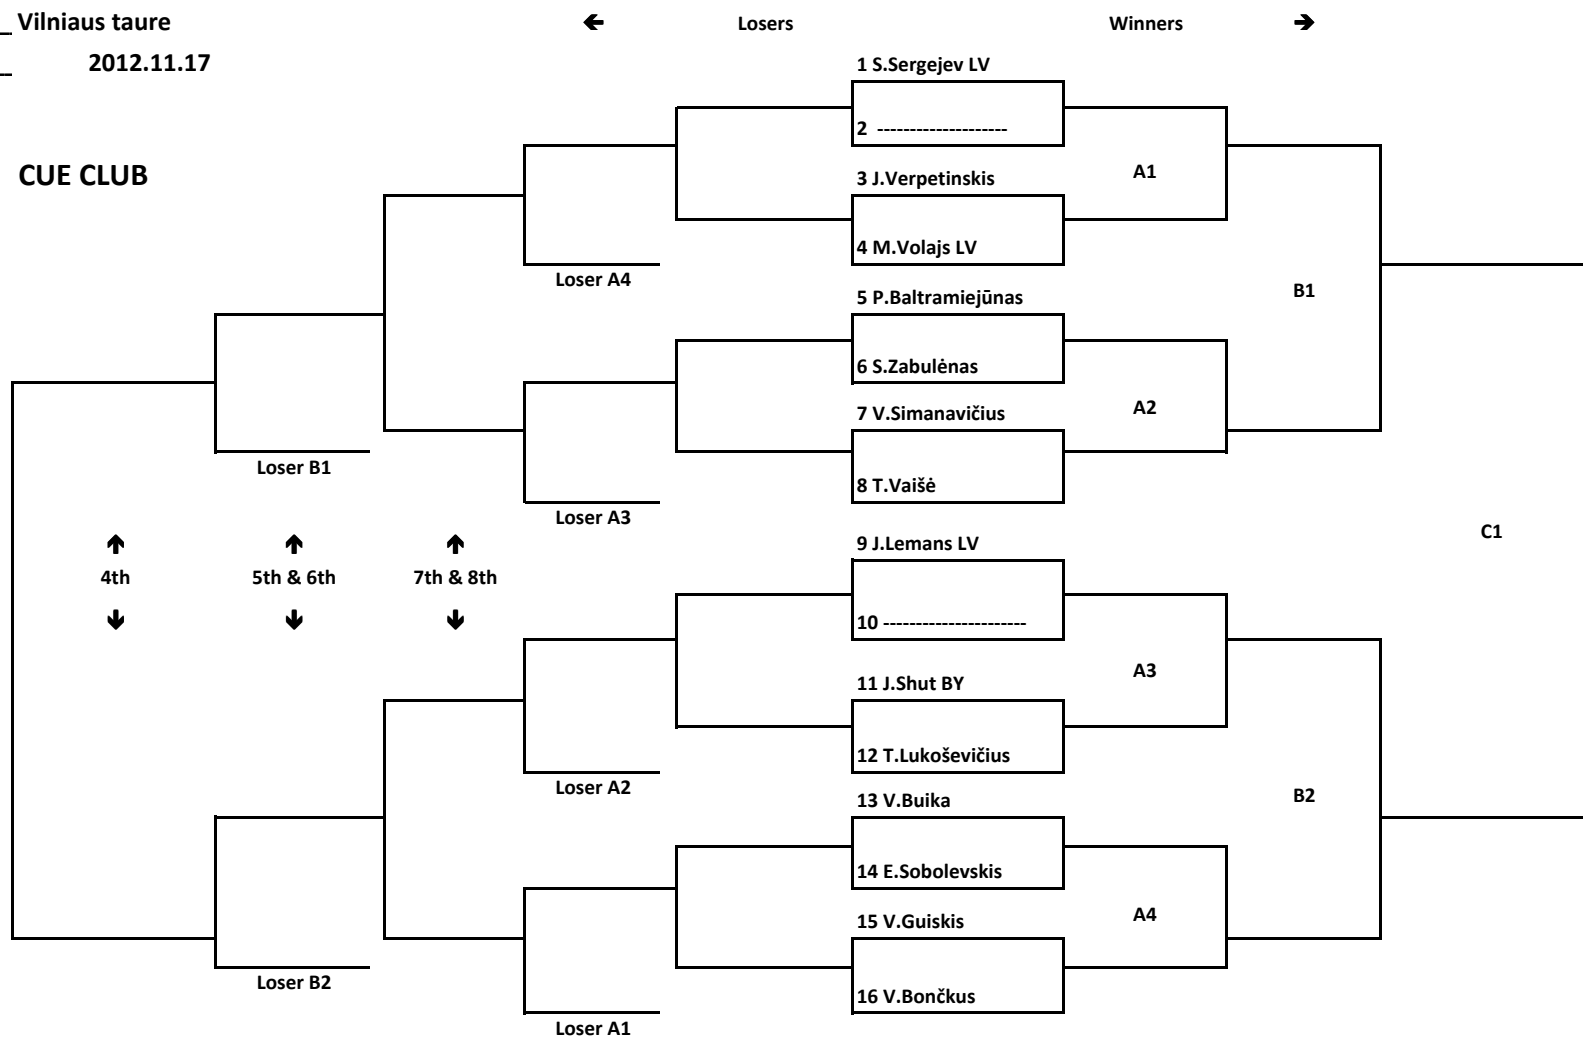 Vilniaus taure
🡸 Losers Winners 🡺
2012.11.17
1 S.Sergejev LV
2 --------------------
CUE CLUB
3 J.Verpetinskis
A1
4 M.Volajs LV
Loser A4
5 P.Baltramiejūnas
B1
6 S.Zabulėnas
7 V.Simanavičius
A2
Loser B1
8 T.Vaišė
Loser A3
C1
9 J.Lemans LV
🡹 🡹 🡹
4th 5th & 6th 7th & 8th
🡻 🡻 🡻
10 ----------------------
11 J.Shut BY
A3
12 T.Lukoševičius
Loser A2
13 V.Buika
B2
14 E.Sobolevskis
15 V.Guiskis
A4
Loser B2
16 V.Bončkus
Loser A1